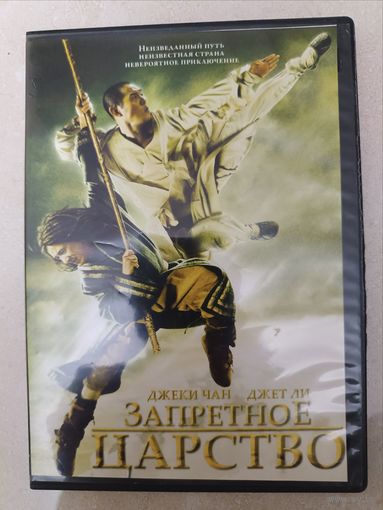 Неизведанный путь
неизвестная страна
невероятное приключение
ДЖЕКИ ЧАН ДЖЕТ ЛИ
ЗАПРЕТНОЕ
ЦАРСТВО